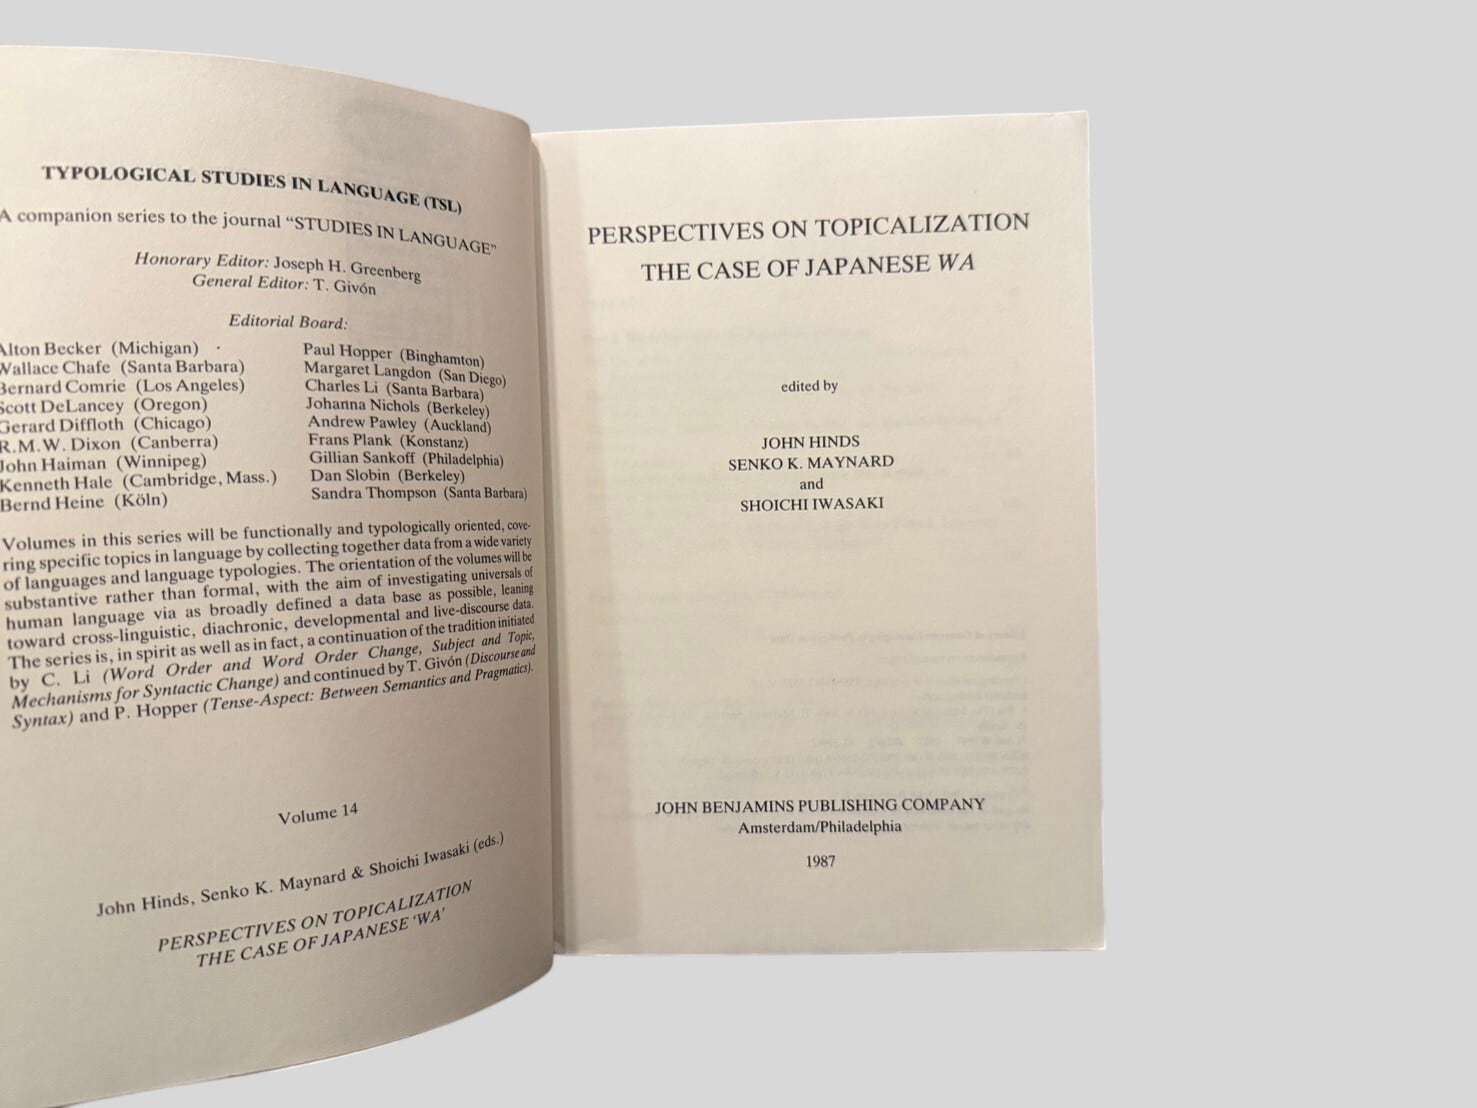 TYPOLOGICAL STUDIES IN LANGUAGE (TSL)
A companion series to the journal “STUDIES IN LANGUAGE”
Honorary Editor: Joseph H. Greenberg
General Editor: T. Givón
Editorial Board:
Alton Becker (Michigan)
Wallace Chafe (Santa Barbara)
Bernard Comrie (Los Angeles)
Scott DeLancey (Oregon)
Gerard Diffloth (Chicago)
R.M.W. Dixon (Canberra)
John Haiman (Winnipeg)
Kenneth Hale (Cambridge, Mass.)
Bernd Heine (Köln)
Paul Hopper (Binghamton)
Margaret Langdon (San Diego)
Charles Li (Santa Barbara)
Johanna Nichols (Berkeley)
Andrew Pawley (Auckland)
Frans Plank (Konstanz)
Gillian Sankoff (Philadelphia)
Dan Slobin (Berkeley)
Sandra Thompson (Santa Barbara)
Volumes in this series will be functionally and typologically oriented, cove-
ring specific topics in language by collecting together data from a wide variety
of languages and language typologies. The orientation of the volumes will be
substantive rather than formal, with the aim of investigating universals of
human language via as broadly defined a data base as possible, leaning
toward cross-linguistic, diachronic, developmental and live-discourse data.
The series is, in spirit as well as in fact, a continuation of the tradition initiated
by C. Li (Word Order and Word Order Change, Subject and Topic,
Mechanisms for Syntactic Change) and continued by T. Givón (Discourse and
Syntax) and P. Hopper (Tense-Aspect: Between Semantics and Pragmatics).
Volume 14
John Hinds, Senko K. Maynard & Shoichi Iwasaki (eds.)
PERSPECTIVES ON TOPICALIZATION
THE CASE OF JAPANESE ‘WA’
PERSPECTIVES ON TOPICALIZATION
THE CASE OF JAPANESE WA
edited by
JOHN HINDS
SENKO K. MAYNARD
and
SHOICHI IWASAKI
JOHN BENJAMINS PUBLISHING COMPANY
Amsterdam/Philadelphia
1987